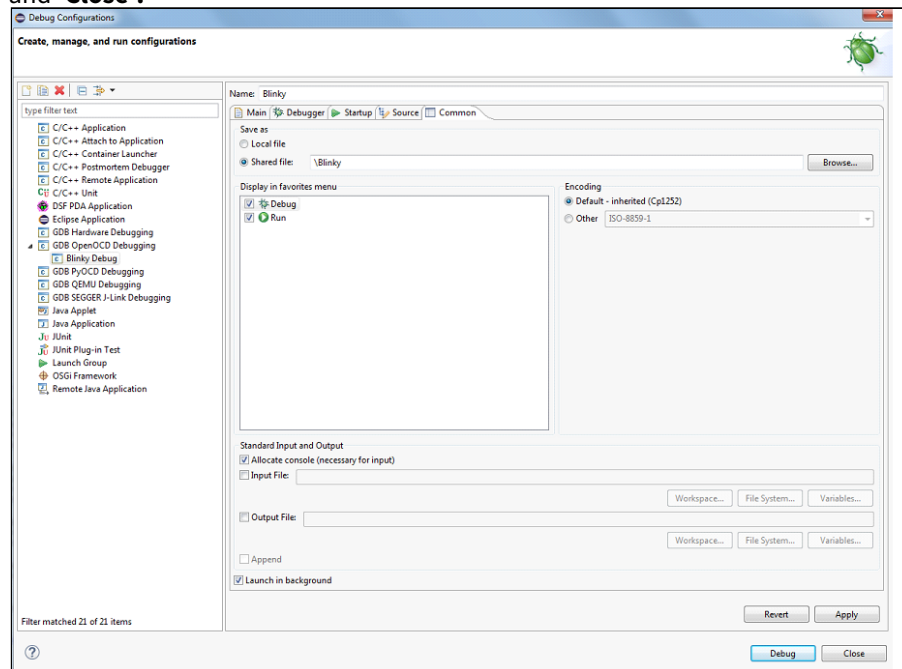 and 'Close'.
Debug Configurations
Create, manage, and run configurations
type filter text
C/C++ Application
C/C++ Attach to Application
C/C++ Container Launcher
C/C++ Postmortem Debugger
C/C++ Remote Application
C/C++ Unit
DSF PDA Application
Eclipse Application
GDB Hardware Debugging
GDB OpenOCD Debugging
Blinky Debug
GDB PyOCD Debugging
GDB QEMU Debugging
GDB SEGGER J-Link Debugging
Java Applet
Java Application
JUnit
JUnit Plug-in Test
Launch Group
OSGi Framework
Remote Java Application
Filter matched 21 of 21 items
Name: Blinky
Main Debugger Startup Source Common
Save as
Local file
Shared file: \Blinky Browse...
Display in favorites menu
Debug
Run
Encoding
Default - inherited (Cp1252)
Other ISO-8859-1
Standard Input and Output
Allocate console (necessary for input)
Input File:
Workspace... File System... Variables...
Output File:
Workspace... File System... Variables...
Append
Launch in background
Revert Apply
Debug Close